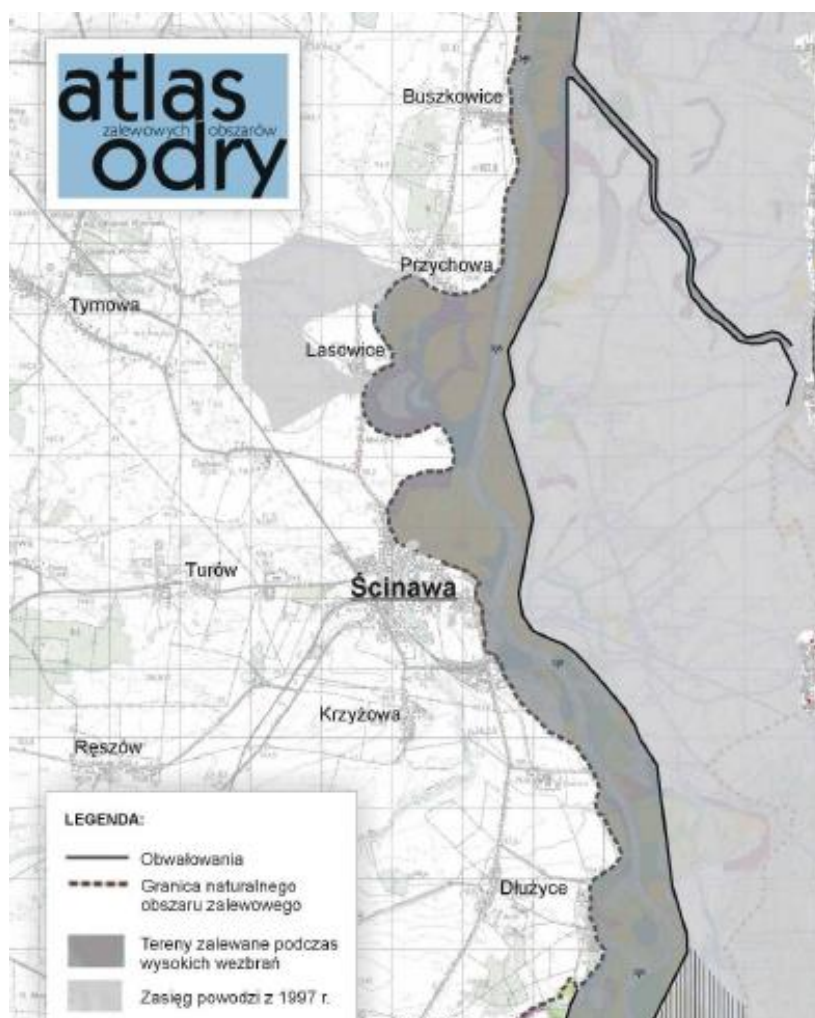 atlas
zalewowych obszarów
odry
Buszkowice
Przychowa
Tymowa
Lasowice
Turów
Ścinawa
Krzyżowa
Ręszów
Dłużyce
LEGENDA:
Obwałowania
Granica naturalnego
obszaru zalewowego
Tereny zalewane podczas
wysokich wezbrań
Zasięg powodzi z 1997 r.